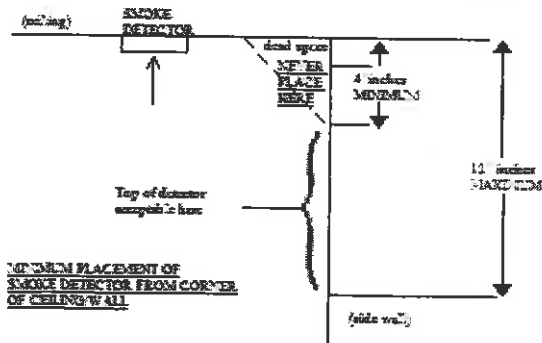 (ceiling)
SMOKE
DETECTOR
dead space
NEVER
PLACE
HERE
4 inches
MINIMUM
Top of detector
acceptable here
12 inches
MAXIMUM
MINIMUM PLACEMENT OF
SMOKE DETECTOR FROM CORNER
OF CEILING/WALL
(side wall)